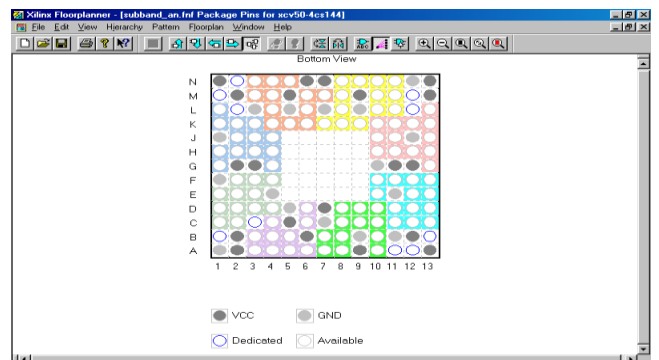 Xilinx Floorplanner - [subband_an.fnf Package Pins for xcv50-4cs144]
File Edit View Hierarchy Pattern Floorplan Window Help
Bottom View
N
M
L
K
J
H
G
F
E
D
C
B
A
1 2 3 4 5 6 7 8 9 10 11 12 13
VCC GND
Dedicated Available